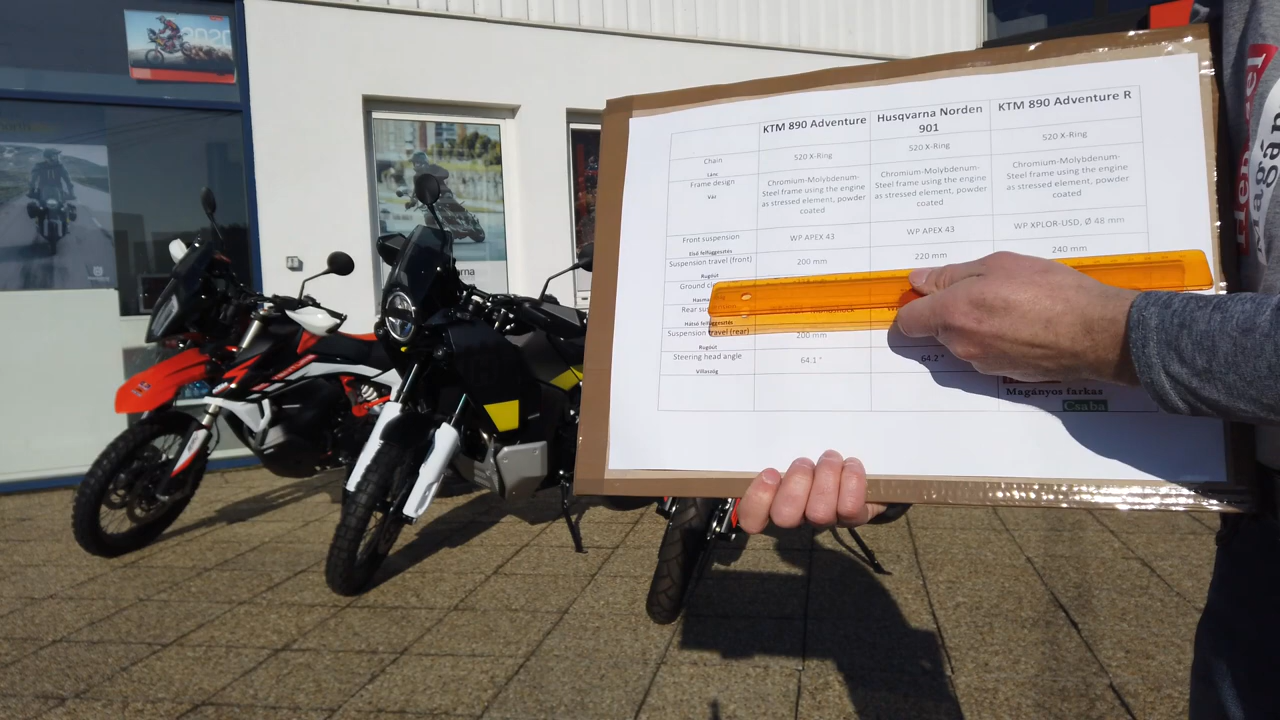 2020
KTM 890 Adventure
Husqvarna Norden
901
KTM 890 Adventure R
Chain
Lánc
520 X-Ring
520 X-Ring
520 X-Ring
Frame design
Váz
Chromium-Molybdenum-
Steel frame using the engine
as stressed element, powder
coated
Chromium-Molybdenum-
Steel frame using the engine
as stressed element, powder
coated
Chromium-Molybdenum-
Steel frame using the engine
as stressed element, powder
coated
Front suspension
Első felfüggesztés
WP APEX 43
WP APEX 43
WP XPLOR-USD, Ø 48 mm
Suspension travel (front)
Rugóút
200 mm
220 mm
240 mm
Ground
Rear
Hátsó felfüggesztés
Suspension travel (rear)
Rugóút
200 mm
Steering head angle
Villaszög
64.1 °
64.2 °
Magányos farkas
Csaba